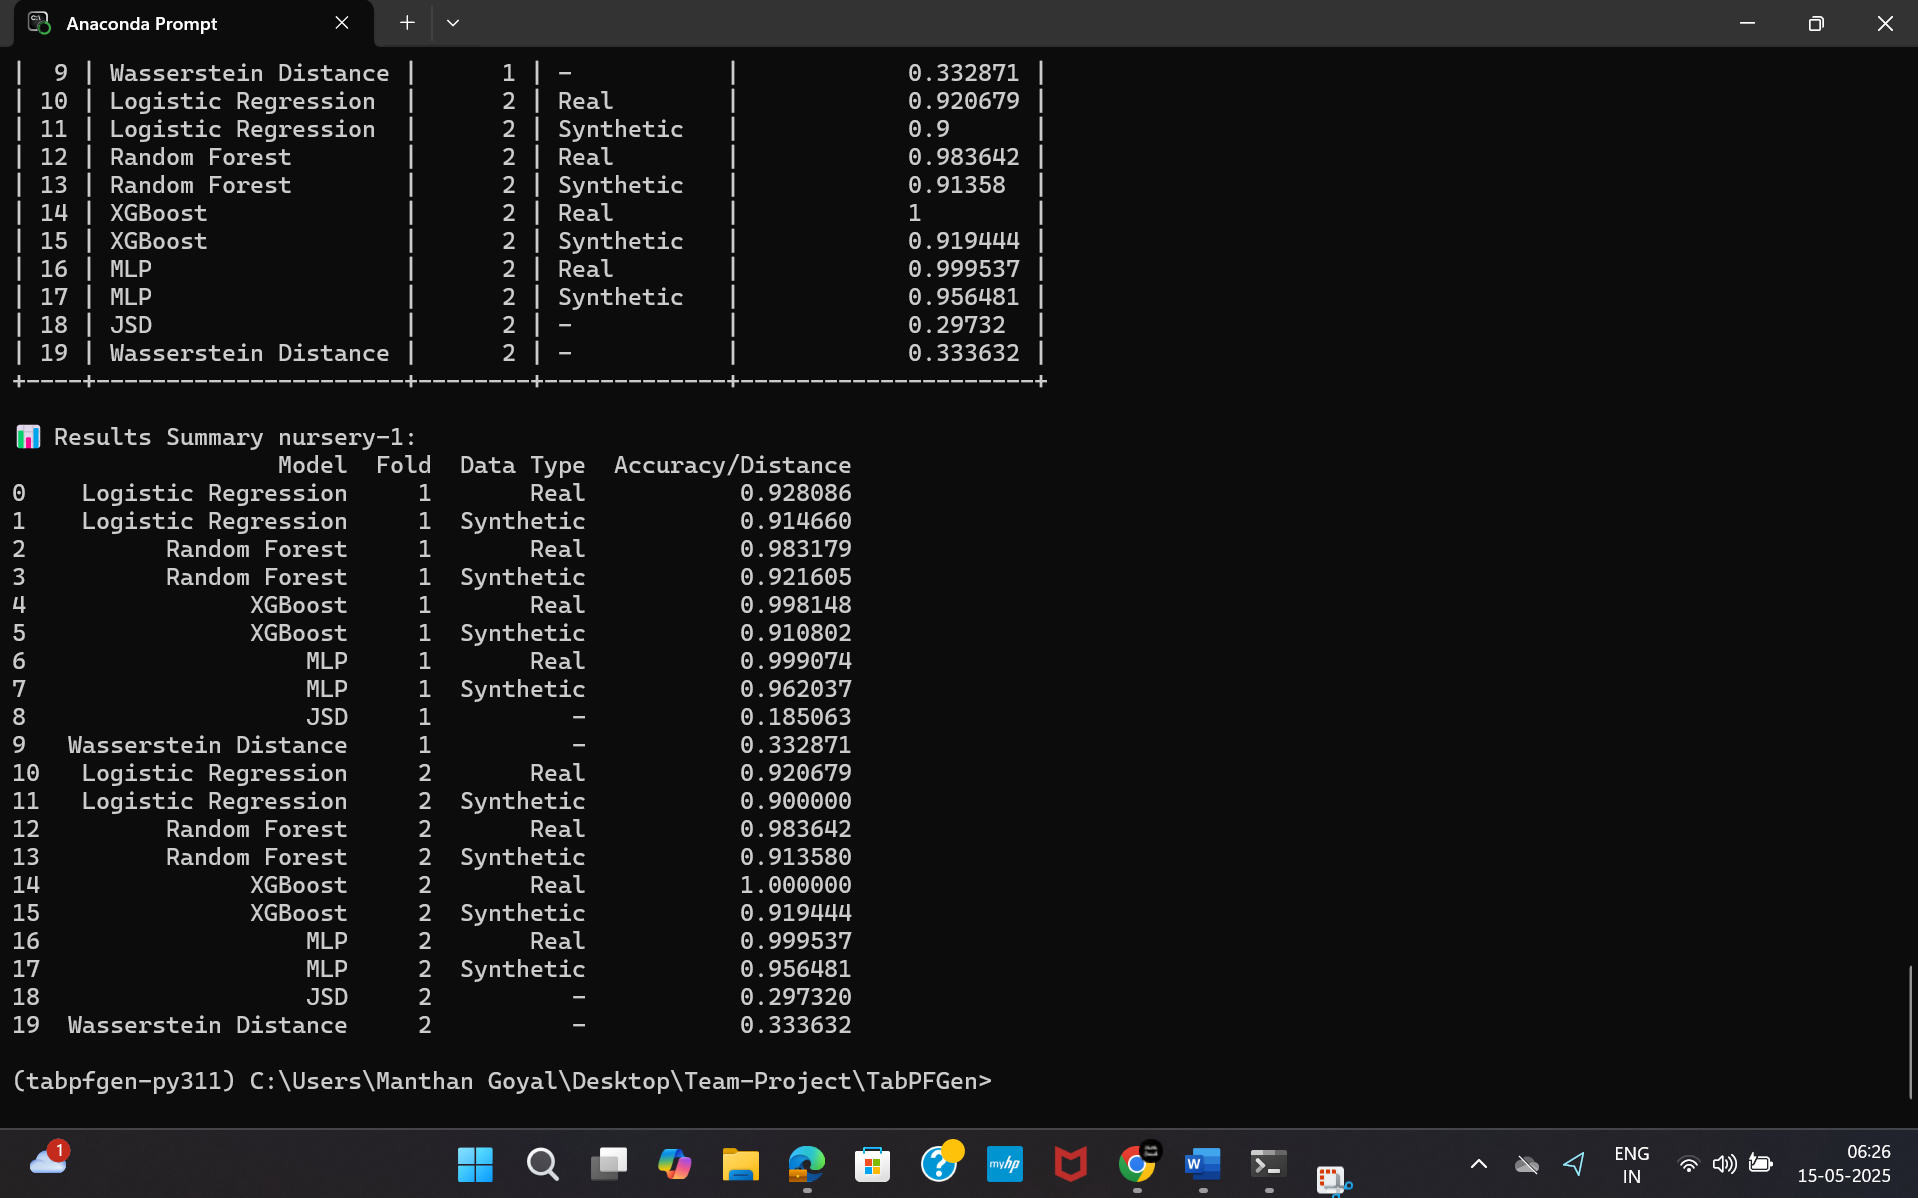 Anaconda Prompt
|  9 | Wasserstein Distance |      1 | -           |            0.332871 |
| 10 | Logistic Regression  |      2 | Real        |            0.920679 |
| 11 | Logistic Regression  |      2 | Synthetic   |            0.9      |
| 12 | Random Forest        |      2 | Real        |            0.983642 |
| 13 | Random Forest        |      2 | Synthetic   |            0.91358  |
| 14 | XGBoost              |      2 | Real        |            1        |
| 15 | XGBoost              |      2 | Synthetic   |            0.919444 |
| 16 | MLP                  |      2 | Real        |            0.999537 |
| 17 | MLP                  |      2 | Synthetic   |            0.956481 |
| 18 | JSD                  |      2 | -           |            0.29732  |
| 19 | Wasserstein Distance |      2 | -           |            0.333632 |
+----+----------------------+--------+-------------+---------------------+
📊 Results Summary nursery-1:
                   Model  Fold  Data Type  Accuracy/Distance
0    Logistic Regression     1       Real           0.928086
1    Logistic Regression     1  Synthetic           0.914660
2          Random Forest     1       Real           0.983179
3          Random Forest     1  Synthetic           0.921605
4                XGBoost     1       Real           0.998148
5                XGBoost     1  Synthetic           0.910802
6                    MLP     1       Real           0.999074
7                    MLP     1  Synthetic           0.962037
8                    JSD     1          -           0.185063
9   Wasserstein Distance     1          -           0.332871
10   Logistic Regression     2       Real           0.920679
11   Logistic Regression     2  Synthetic           0.900000
12         Random Forest     2       Real           0.983642
13         Random Forest     2  Synthetic           0.913580
14               XGBoost     2       Real           1.000000
15               XGBoost     2  Synthetic           0.919444
16                   MLP     2       Real           0.999537
17                   MLP     2  Synthetic           0.956481
18                   JSD     2          -           0.297320
19  Wasserstein Distance     2          -           0.333632
(tabpfgen-py311) C:\Users\Manthan Goyal\Desktop\Team-Project\TabPFGen>
1
myhp
W
ENG
IN
06:26
15-05-2025